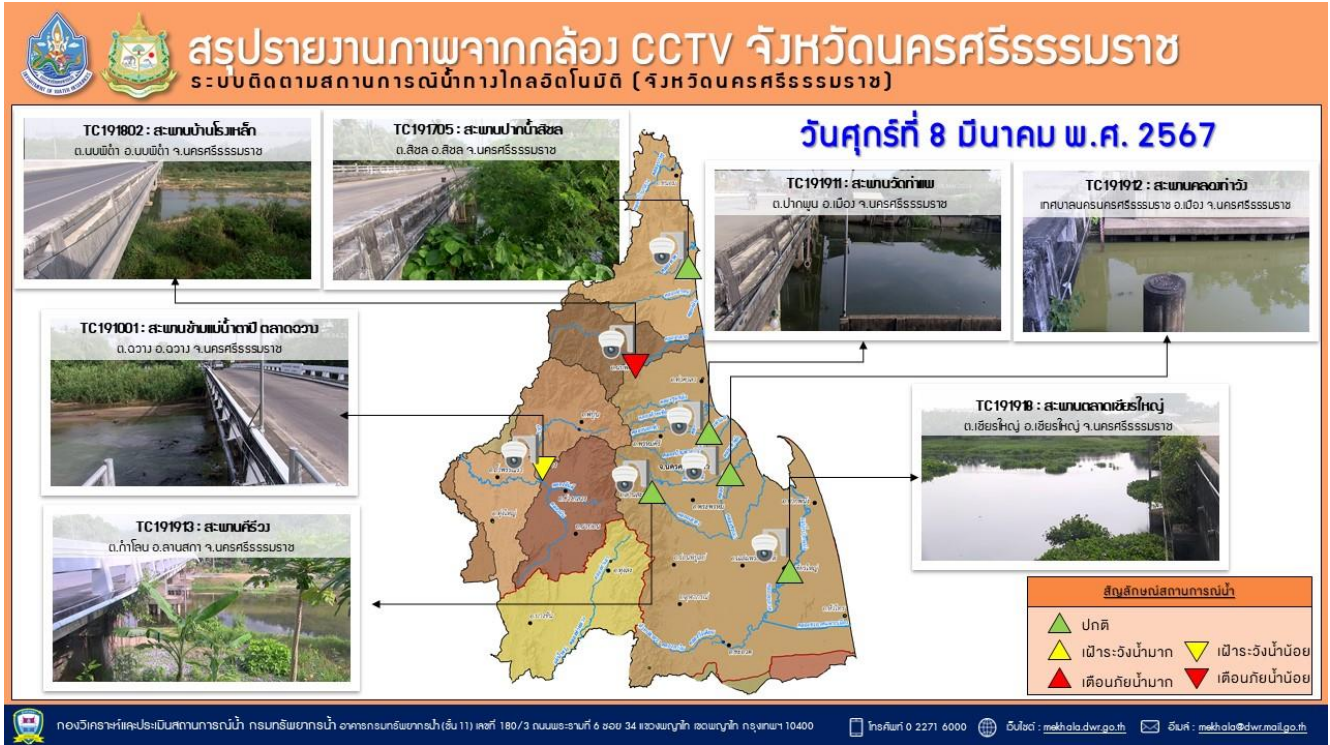 สรุปรายงานภาพจากกล้อง CCTV จังหวัดนครศรีธรรมราช
ระบบติดตามสถานการณ์น้ำทางไกลอัตโนมัติ (จังหวัดนครศรีธรรมราช)
วันศุกร์ที่ 8 มีนาคม พ.ศ. 2567
TC191802 : สะพานบ้านโรงเหล็ก
ต.นบพิตำ อ.นบพิตำ จ.นครศรีธรรมราช
TC191705 : สะพานปากน้ำสิชล
ต.สิชล อ.สิชล จ.นครศรีธรรมราช
TC191911 : สะพานวัดท่าแพ
ต.ปากพูน อ.เมือง จ.นครศรีธรรมราช
TC191912 : สะพานคลองท่าวัง
เทศบาลนครนครศรีธรรมราช อ.เมือง จ.นครศรีธรรมราช
TC191001 : สะพานข้ามแม่น้ำตาปี ตลาดฉวาง
ต.ฉวาง อ.ฉวาง จ.นครศรีธรรมราช
TC191918 : สะพานตลาดเชียรใหญ่
ต.เชียรใหญ่ อ.เชียรใหญ่ จ.นครศรีธรรมราช
TC191913 : สะพานคีรีวง
ต.กำโลน อ.ลานสกา จ.นครศรีธรรมราช
สัญลักษณ์สถานการณ์น้ำ
ปกติ
เฝ้าระวังน้ำมาก เฝ้าระวังน้ำน้อย
เตือนภัยน้ำมาก เตือนภัยน้ำน้อย
กองวิเคราะห์และประเมินสถานการณ์น้ำ กรมทรัพยากรน้ำ อาคารกรมทรัพยากรน้ำ (ชั้น 11) เลขที่ 180/3 ถนนพระรามที่ 6 ซอย 34 แขวงพญาไท เขตพญาไท กรุงเทพฯ 10400 โทรศัพท์ 0 2271 6000 เว็บไซต์ : mekhala.dwr.go.th อีเมล์ : mekhala@dwr.mail.go.th